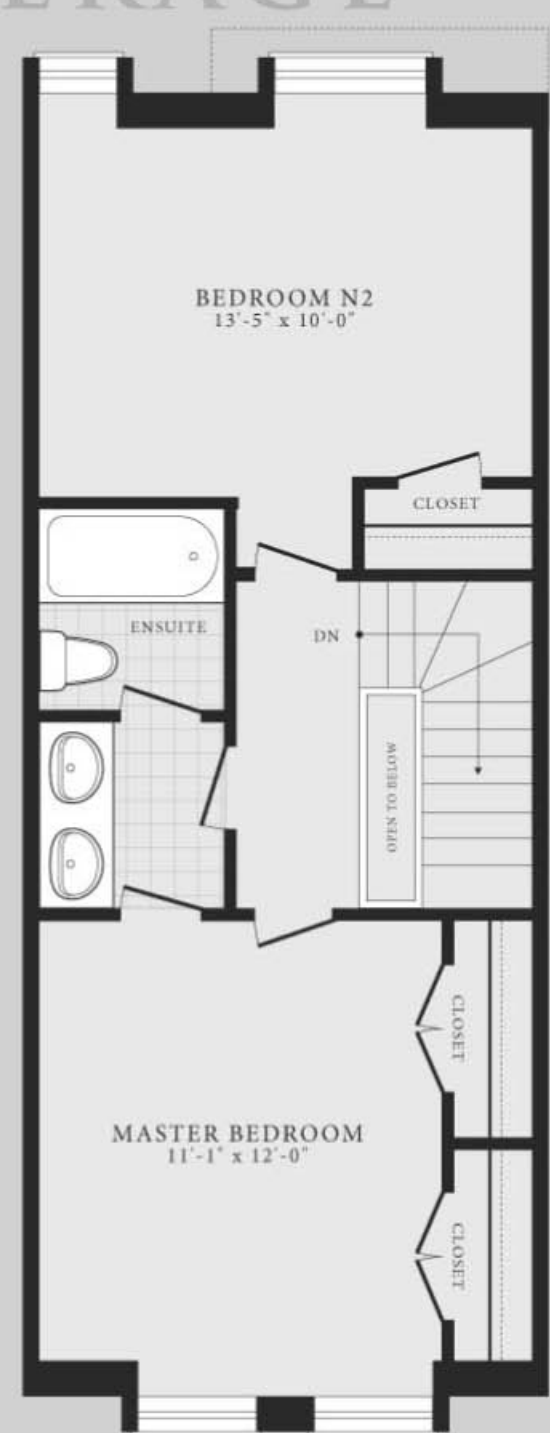 BEDROOM N2
13'-5" x 10'-0"
CLOSET
ENSUITE
DN
OPEN TO BELOW
CLOSET
MASTER BEDROOM
11'-1" x 12'-0"
CLOSET